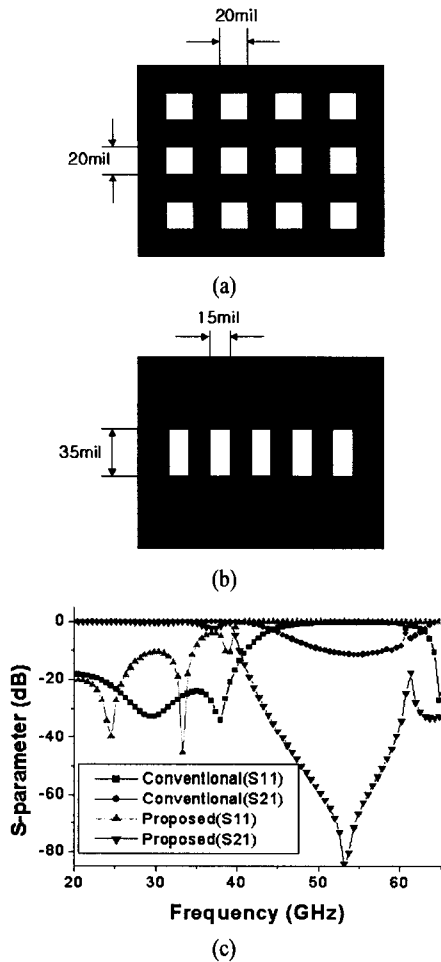 20mil
20mil
(a)
15mil
35mil
(b)
S-parameter (dB)
0
-20
-40
-60
-80
Conventional(S11)
Conventional(S21)
Proposed(S11)
Proposed(S21)
20 30 40 50 60
Frequency (GHz)
(c)